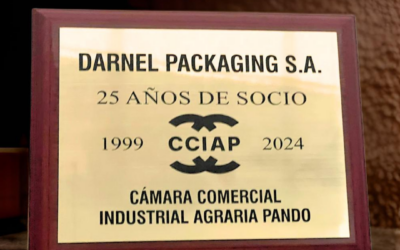 DARNEL PACKAGING S.A.
25 AÑOS DE SOCIO
1999 CCIAP 2024
CÁMARA COMERCIAL
INDUSTRIAL AGRARIA PANDO